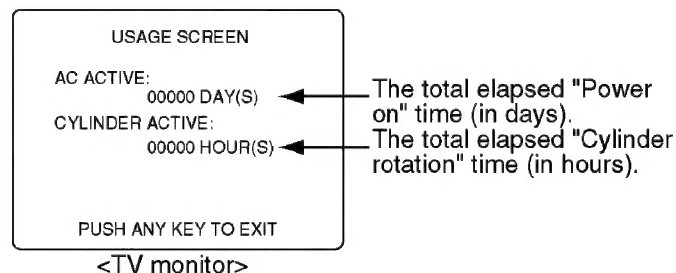 USAGE SCREEN
AC ACTIVE:
00000 DAY(S)
CYLINDER ACTIVE:
00000 HOUR(S)
PUSH ANY KEY TO EXIT
<TV monitor>
The total elapsed "Power
on" time (in days).
The total elapsed "Cylinder
rotation" time (in hours).